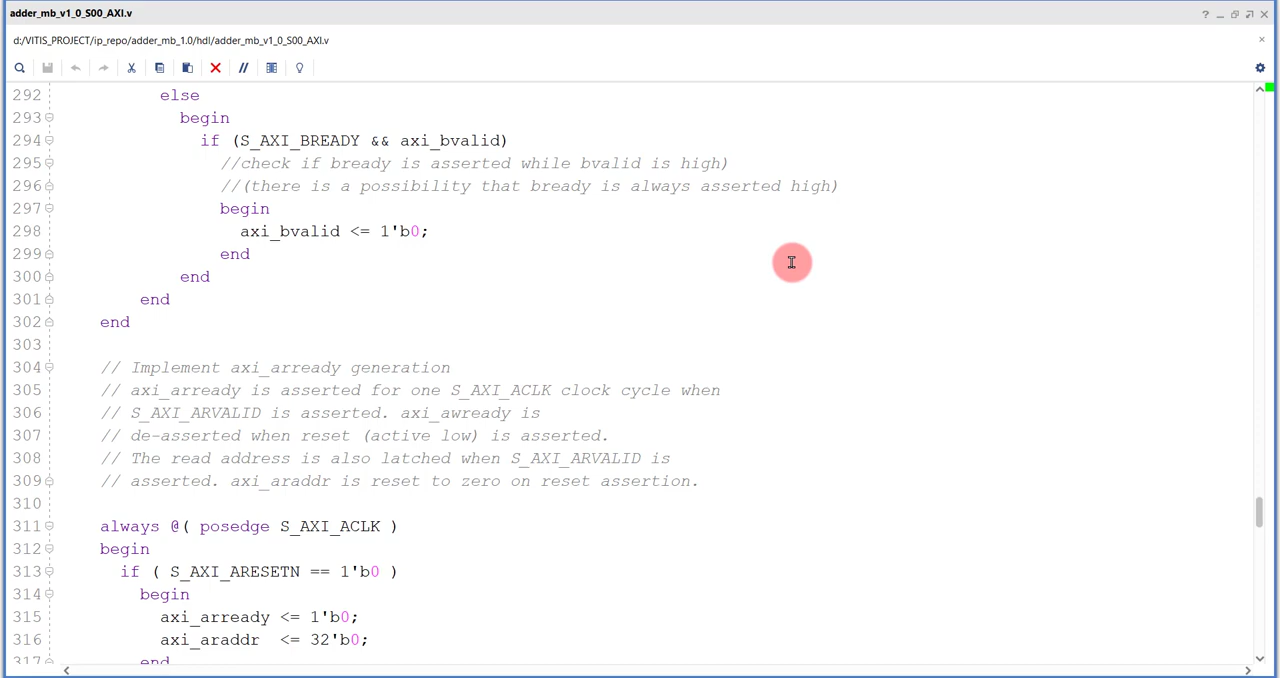 adder_mb_v1_0_S00_AXI.v
d:/VITIS_PROJECT/ip_repo/adder_mb_1.0/hdl/adder_mb_v1_0_S00_AXI.v
292 else
293 begin
294 if (S_AXI_BREADY && axi_bvalid)
295 //check if bready is asserted while bvalid is high)
296 //(there is a possibility that bready is always asserted high)
297 begin
298 axi_bvalid <= 1'b0;
299 end
300 end
301 end
302 end
303
304 // Implement axi_arready generation
305 // axi_arready is asserted for one S_AXI_ACLK clock cycle when
306 // S_AXI_ARVALID is asserted. axi_awready is
307 // de-asserted when reset (active low) is asserted.
308 // The read address is also latched when S_AXI_ARVALID is
309 // asserted. axi_araddr is reset to zero on reset assertion.
310
311 always @( posedge S_AXI_ACLK )
312 begin
313 if ( S_AXI_ARESETN == 1'b0 )
314 begin
315 axi_arready <= 1'b0;
316 axi_araddr <= 32'b0;
317 end